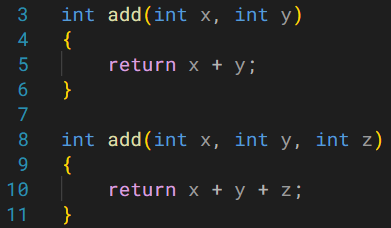 3 int add(int x, int y)
4 {
5     return x + y;
6 }
7
8 int add(int x, int y, int z)
9 {
10     return x + y + z;
11 }